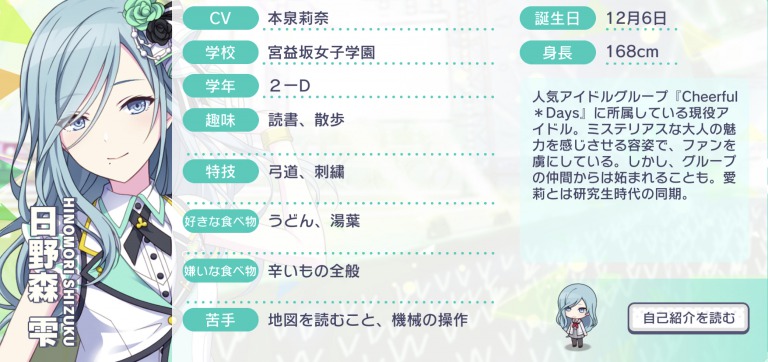 CV 本泉莉奈
学校 宮益坂女子学園
学年 2-D
趣味 読書、散歩
特技 弓道、刺繍
好きな食べ物 うどん、湯葉
嫌いな食べ物 辛いもの全般
苦手 地図を読むこと、機械の操作
誕生日 12月6日
身長 168cm
人気アイドルグループ『Cheerful
*Days』に所属している現役ア
イドル。ミステリアスな大人の魅
力を感じさせる容姿で、ファンを
虜にしている。しかし、グループ
の仲間からは妬まれることも。愛
莉とは研究生時代の同期。
自己紹介を読む
日野森 雫
HINOMORI SHIZUKU